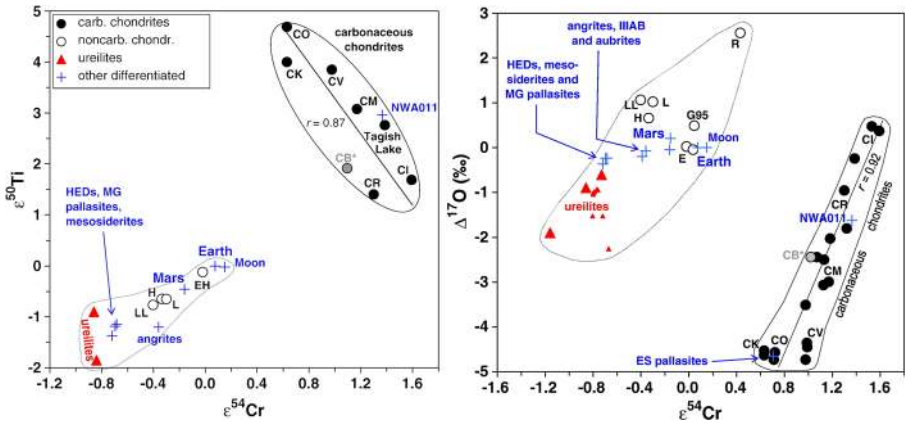 carb. chondrites
noncarb. chondr.
ureilites
other differentiated
CO
carbonaceous
chondrites
CK
CV
CM
NWA011
r = 0.87
Tagish
Lake
CB*
CR
CI
HEDs, MG
pallasites,
mesosiderites
Earth
Moon
Mars
EH
H
L
LL
angrites
ureilites
5
4
3
2
1
0
-1
-2
-1.2 -0.8 -0.4 0.0 0.4 0.8 1.2 1.6
ε50Ti
ε54Cr
angrites, IIIAB
and aubrites
R
HEDs, meso-
siderites and
MG pallasites
LL
L
H
G95
Mars
Moon
E
Earth
ureilites
CI
r = 0.92
CR
NWA011
chondrites
CB*
CM
carbonaceous
CK
CO
CV
ES pallasites
3
2
1
0
-1
-2
-3
-4
-5
-1.2 -0.8 -0.4 0.0 0.4 0.8 1.2 1.6
Δ17O (‰)
ε54Cr